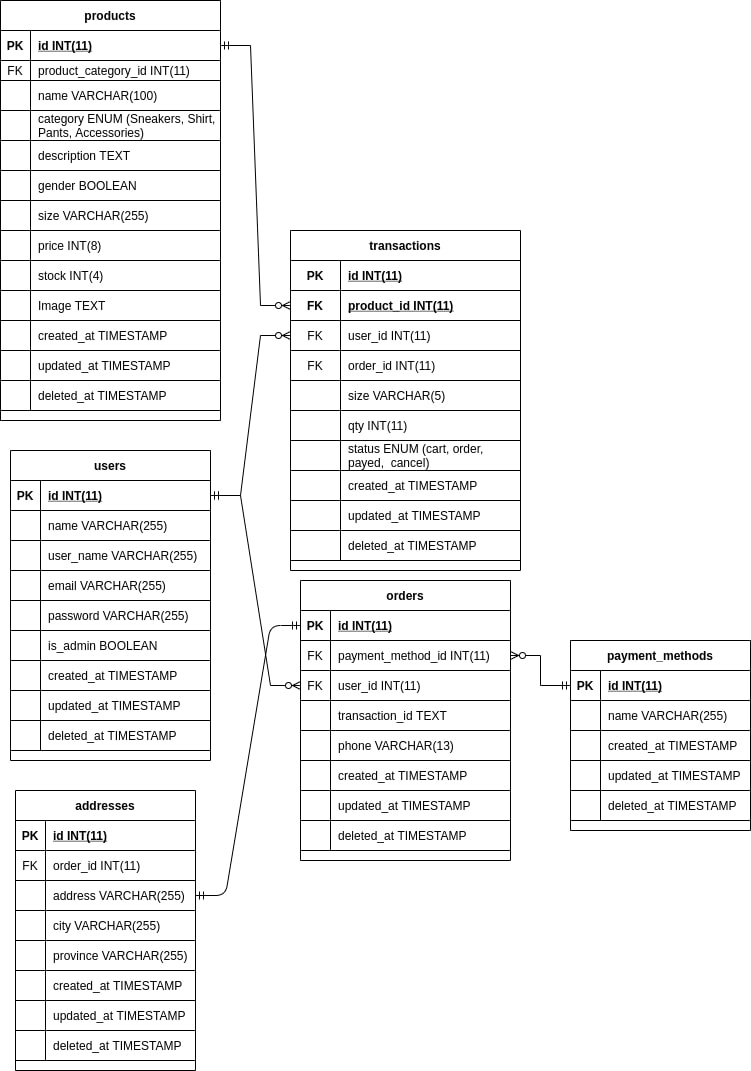 products
PK id INT(11)
FK product_category_id INT(11)
name VARCHAR(100)
category ENUM (Sneakers, Shirt,
Pants, Accessories)
description TEXT
gender BOOLEAN
size VARCHAR(255)
price INT(8)
stock INT(4)
Image TEXT
created_at TIMESTAMP
updated_at TIMESTAMP
deleted_at TIMESTAMP
transactions
PK id INT(11)
FK product_id INT(11)
FK user_id INT(11)
FK order_id INT(11)
size VARCHAR(5)
qty INT(11)
status ENUM (cart, order,
payed, cancel)
created_at TIMESTAMP
updated_at TIMESTAMP
deleted_at TIMESTAMP
users
PK id INT(11)
name VARCHAR(255)
user_name VARCHAR(255)
email VARCHAR(255)
password VARCHAR(255)
is_admin BOOLEAN
created_at TIMESTAMP
updated_at TIMESTAMP
deleted_at TIMESTAMP
orders
PK id INT(11)
FK payment_method_id INT(11)
FK user_id INT(11)
transaction_id TEXT
phone VARCHAR(13)
created_at TIMESTAMP
updated_at TIMESTAMP
deleted_at TIMESTAMP
payment_methods
PK id INT(11)
name VARCHAR(255)
created_at TIMESTAMP
updated_at TIMESTAMP
deleted_at TIMESTAMP
addresses
PK id INT(11)
FK order_id INT(11)
address VARCHAR(255)
city VARCHAR(255)
province VARCHAR(255)
created_at TIMESTAMP
updated_at TIMESTAMP
deleted_at TIMESTAMP